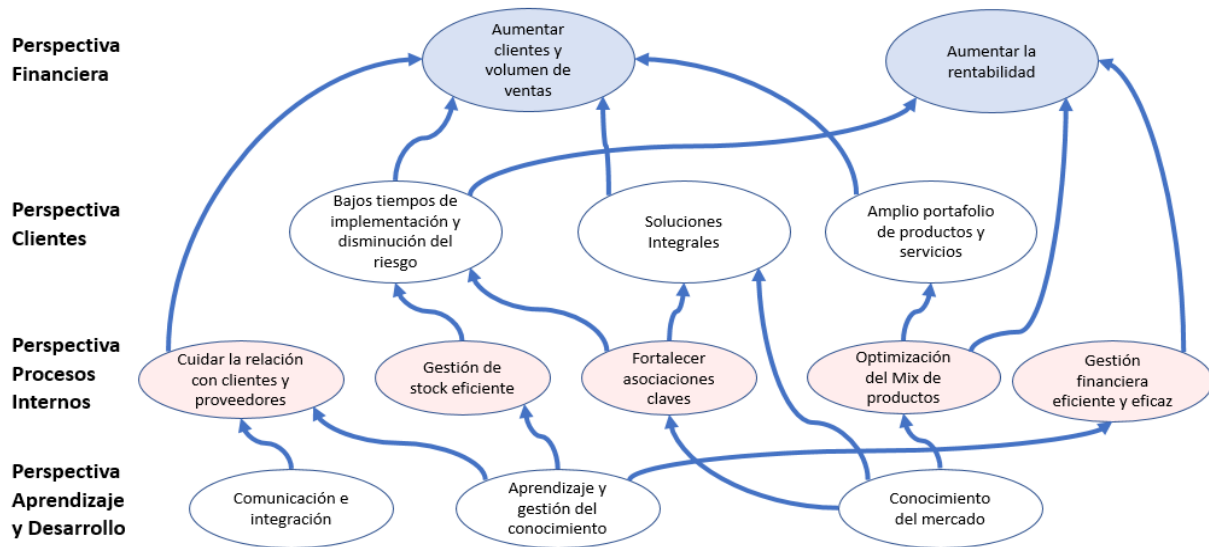 Perspectiva
Financiera
Aumentar
clientes y
volumen de
ventas
Aumentar la
rentabilidad
Perspectiva
Clientes
Bajos tiempos de
implementación y
disminución del
riesgo
Soluciones
Integrales
Amplio portafolio
de productos y
servicios
Perspectiva
Procesos
Internos
Cuidar la relación
con clientes y
proveedores
Gestión de
stock eficiente
Fortalecer
asociaciones
claves
Optimización
del Mix de
productos
Gestión
financiera
eficiente y eficaz
Perspectiva
Aprendizaje
y Desarrollo
Comunicación e
integración
Aprendizaje y
gestión del
conocimiento
Conocimiento
del mercado